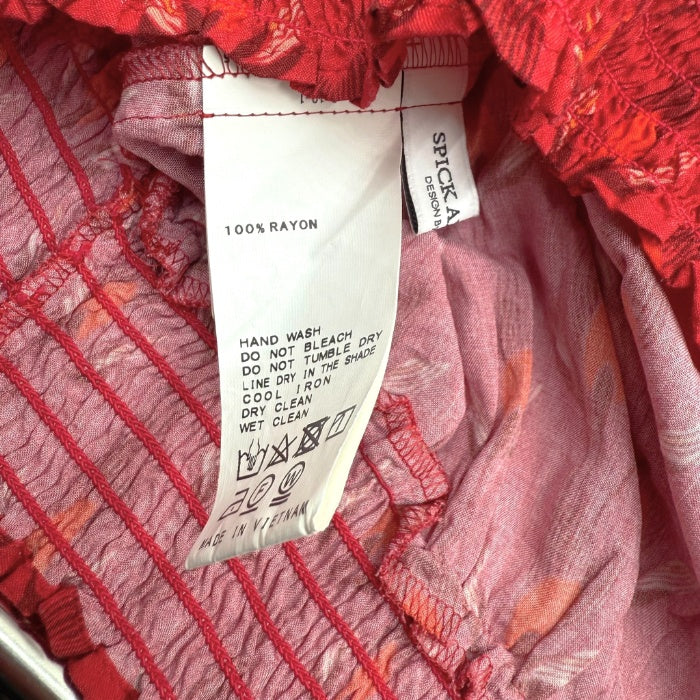 SPICK A
DESIGN B
100% RAYON
HAND WASH
DO NOT BLEACH
DO NOT TUMBLE DRY
LINE DRY IN THE SHADE
COOL IRON
DRY CLEAN
WET CLEAN
MADE IN VIETNAM